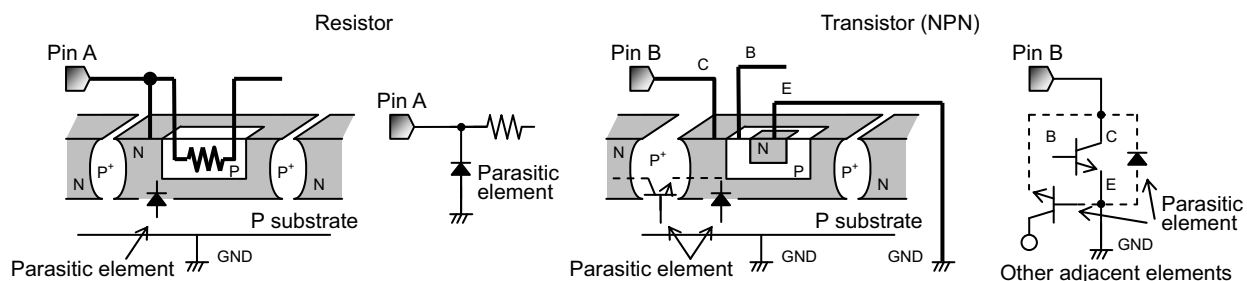 Resistor
Transistor (NPN)
Pin A
Pin B
C
B
E
Pin B
Pin A
N
P+
N
P
P+
N
Parasitic
element
P substrate
GND
Parasitic element
N
P+
N
P
P+
N
P substrate
Parasitic element
GND
GND
B
C
E
Parasitic
element
GND
Other adjacent elements